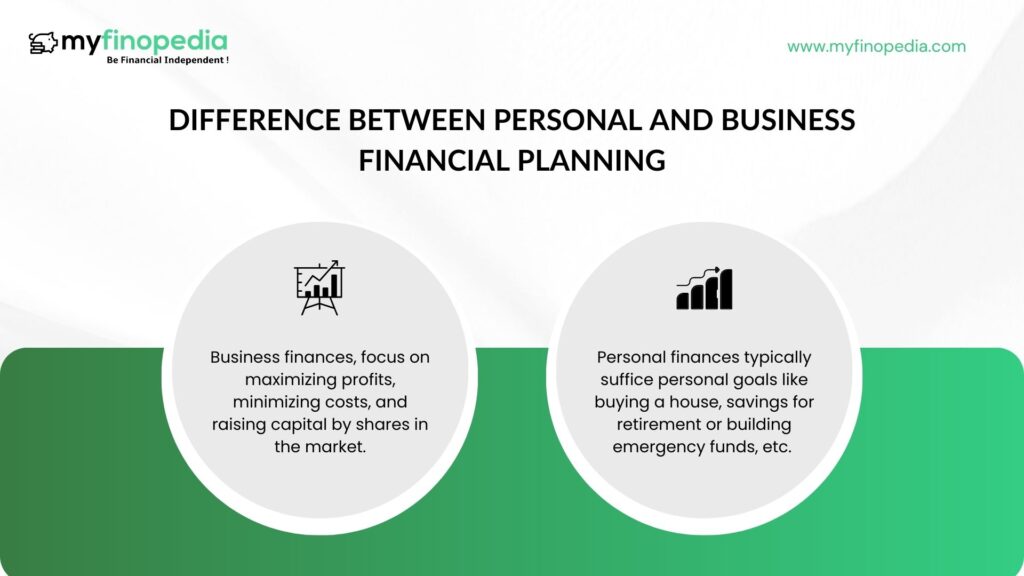 myfinopedia
Be Financial Independent !
www.myfinopedia.com
DIFFERENCE BETWEEN PERSONAL AND BUSINESS
FINANCIAL PLANNING
Business finances, focus on
maximizing profits,
minimizing costs, and
raising capital by shares in
the market.
Personal finances typically
suffice personal goals like
buying a house, savings for
retirement or building
emergency funds, etc.